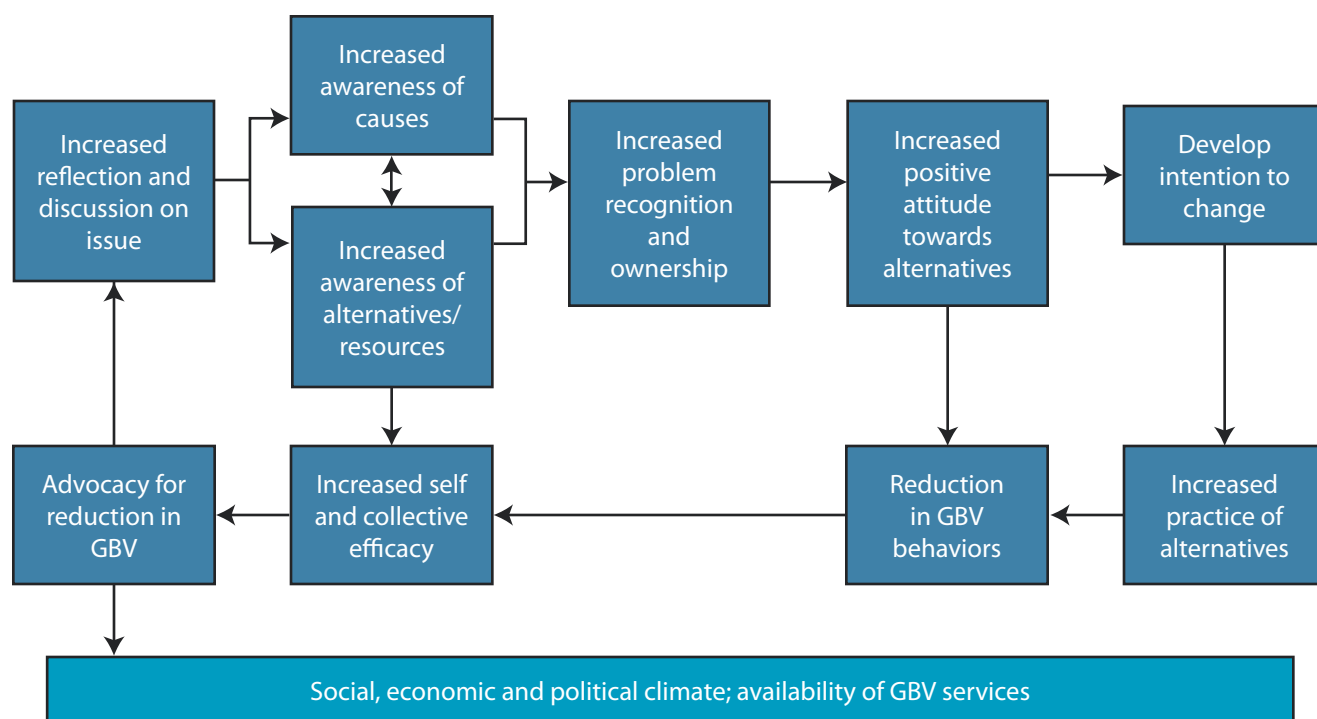 Increased
reflection and
discussion on
issue
Increased
awareness of
causes
Increased
awareness of
alternatives/
resources
Increased
problem
recognition
and
ownership
Increased
positive
attitude
towards
alternatives
Develop
intention to
change
Advocacy for
reduction in
GBV
Increased self
and collective
efficacy
Reduction
in GBV
behaviors
Increased
practice of
alternatives
Social, economic and political climate; availability of GBV services